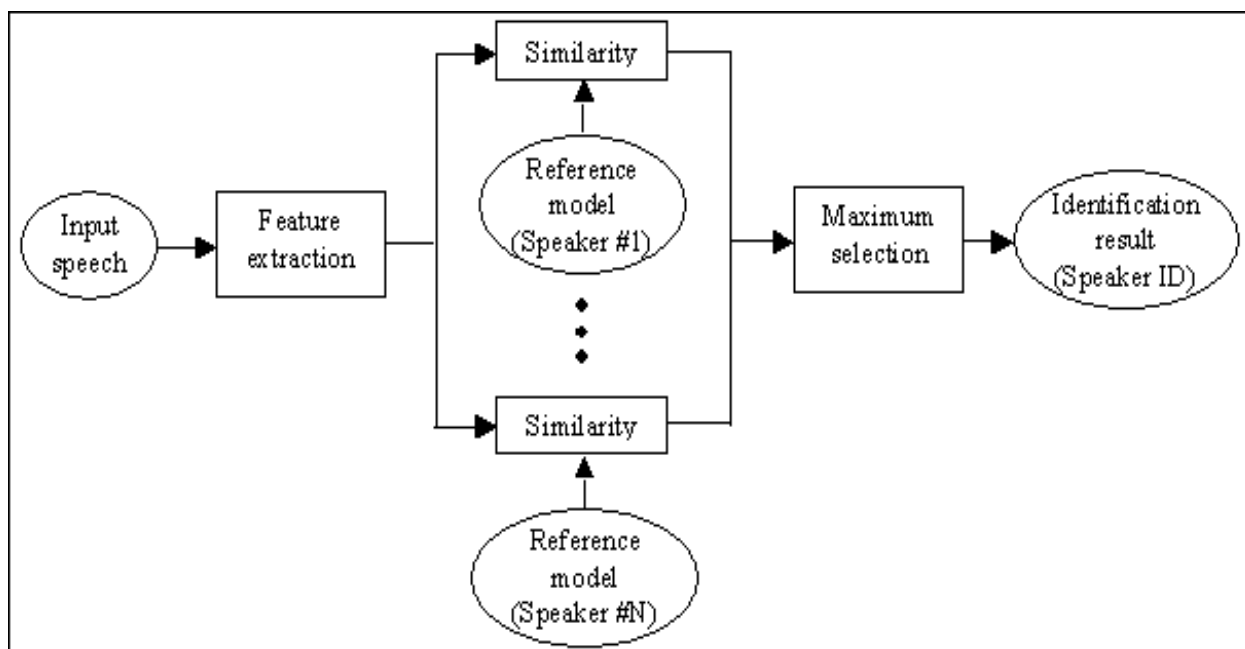 Similarity
Reference
model
(Speaker #1)
Input
speech
Feature
extraction
Maximum
selection
Identification
result
(Speaker ID)
Similarity
Reference
model
(Speaker #N)